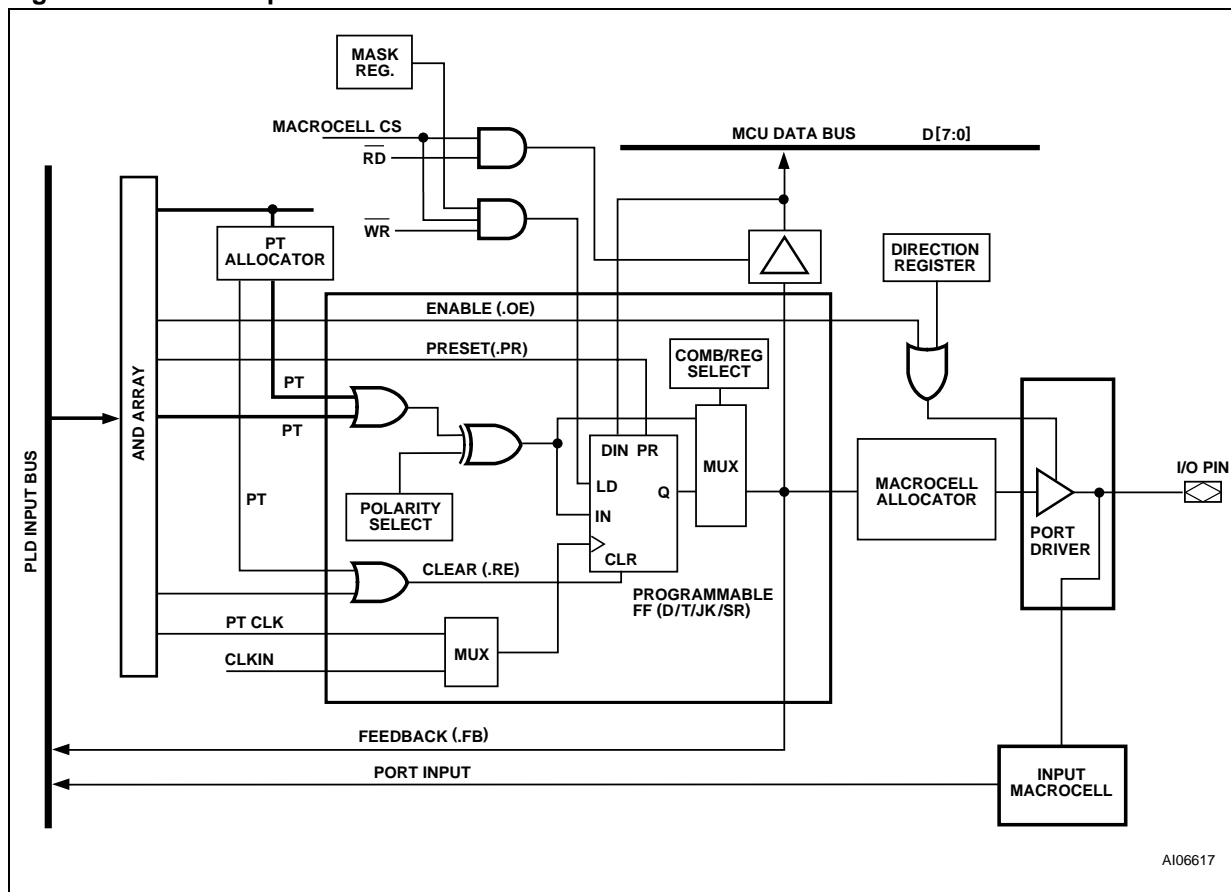 MASK
REG.
MACROCELL CS
RD
WR
MCU DATA BUS D[7:0]
PT
ALLOCATOR
DIRECTION
REGISTER
ENABLE (.OE)
PRESET(.PR)
COMB/REG
SELECT
PT
PT
AND ARRAY
PLD INPUT BUS
POLARITY
SELECT
DIN PR
LD
Q
IN
CLR
MUX
MACROCELL
ALLOCATOR
PORT
DRIVER
I/O PIN
PT
CLEAR (.RE)
PROGRAMMABLE
FF (D/T/JK/SR)
PT CLK
MUX
CLKIN
FEEDBACK (.FB)
PORT INPUT
INPUT
MACROCELL
AI06617